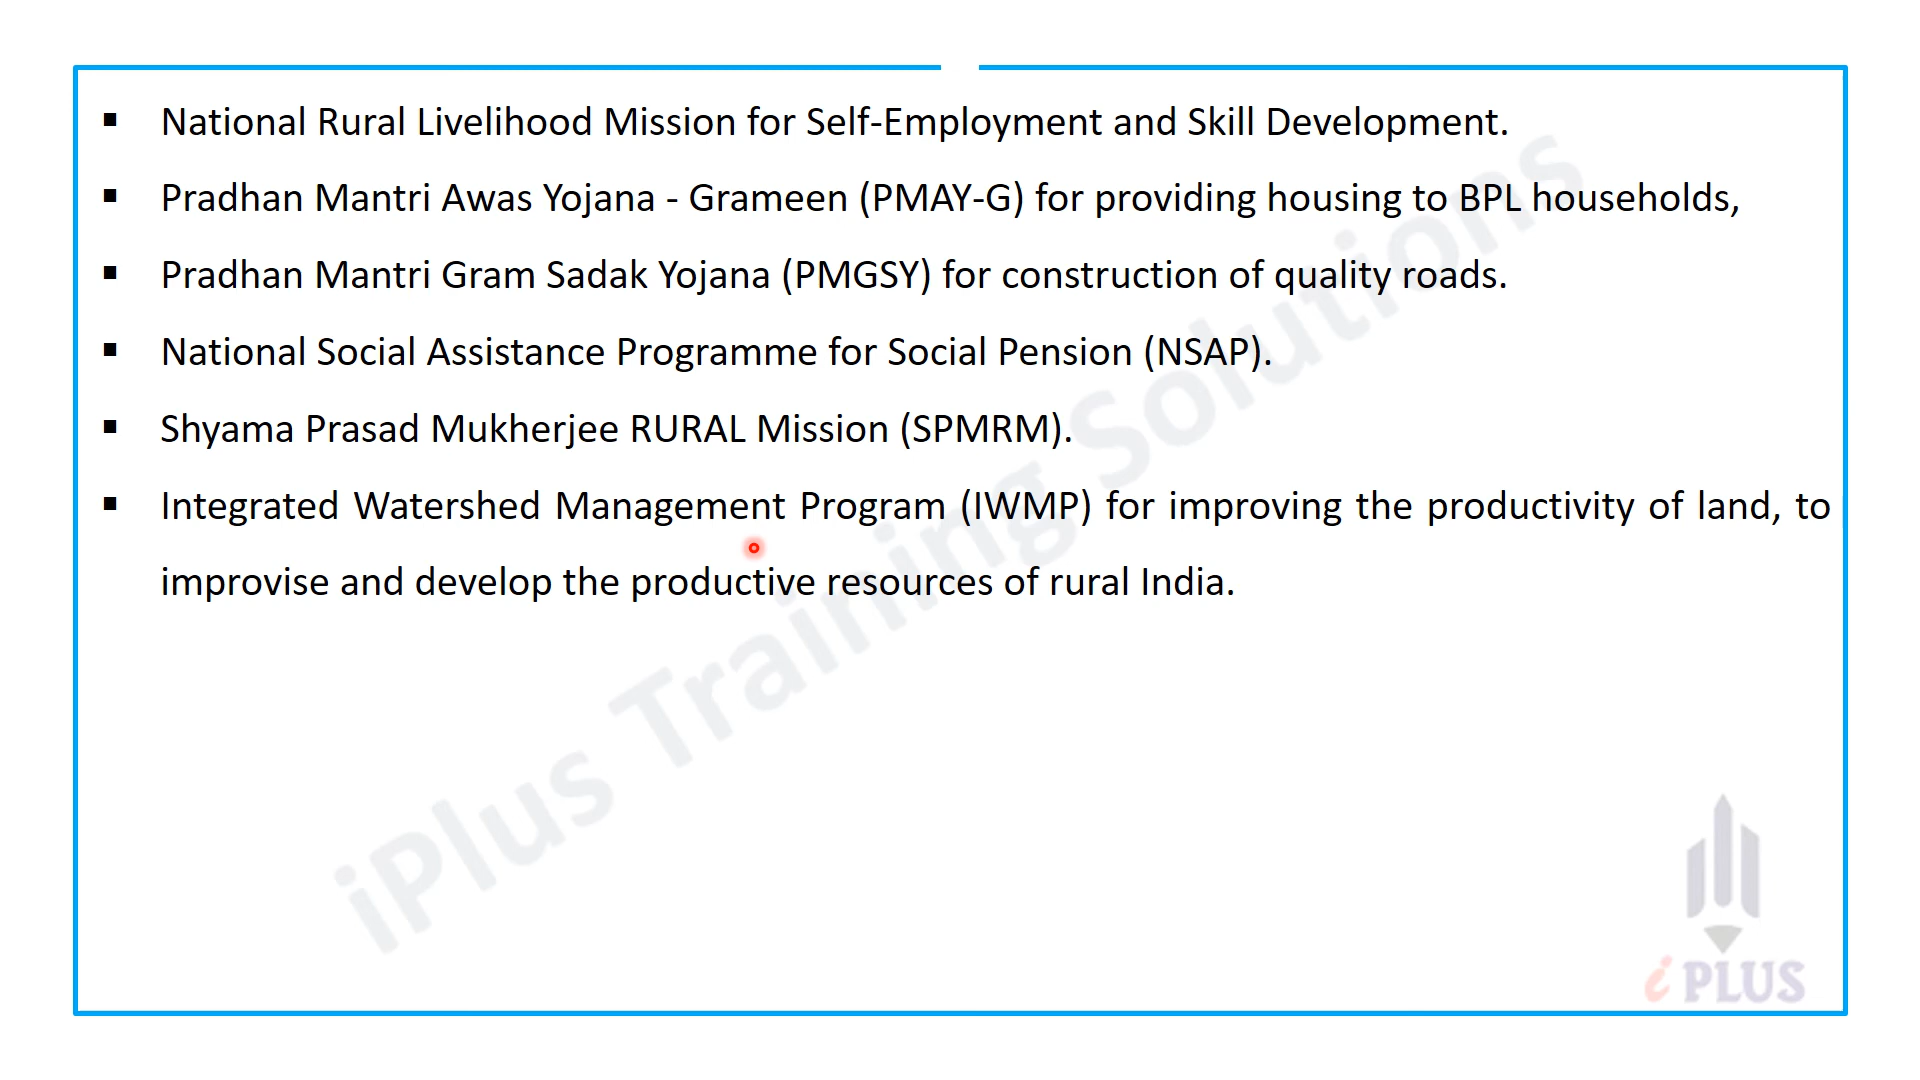 ▪ National Rural Livelihood Mission for Self-Employment and Skill Development.
▪ Pradhan Mantri Awas Yojana - Grameen (PMAY-G) for providing housing to BPL households,
▪ Pradhan Mantri Gram Sadak Yojana (PMGSY) for construction of quality roads.
▪ National Social Assistance Programme for Social Pension (NSAP).
▪ Shyama Prasad Mukherjee RURAL Mission (SPMRM).
▪ Integrated Watershed Management Program (IWMP) for improving the productivity of land, to
improvise and develop the productive resources of rural India.
iPlus Training Solutions
i PLUS